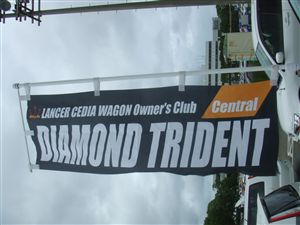 LANCER CEDIA WAGON Owner's Club
Central
DIAMOND TRIDENT